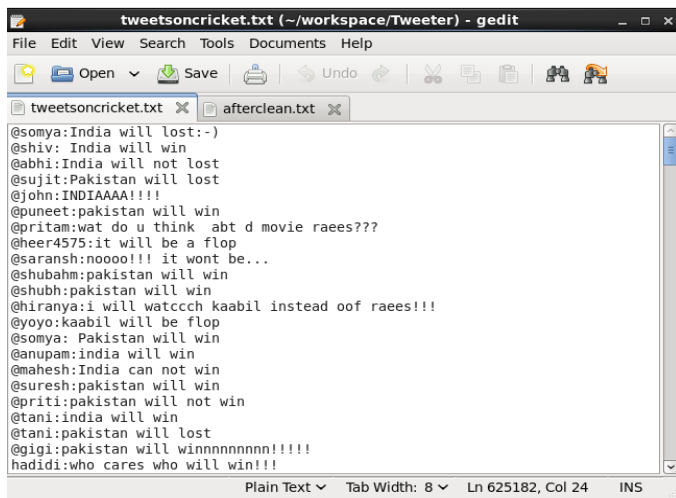 tweetsoncricket.txt (~/workspace/Tweeter) - gedit
File Edit View Search Tools Documents Help
Open Save Undo
tweetsoncricket.txt afterclean.txt
@somya:India will lost:-)
@shiv: India will win
@abhi:India will not lost
@sujit:Pakistan will lost
@john:INDIAAAA!!!!
@puneet:pakistan will win
@pritam:wat do u think  abt d movie raees???
@heer4575:it will be a flop
@saransh:noooo!!! it wont be...
@shubahm:pakistan will win
@shubh:pakistan will win
@hiranya:i will watccch kaabil instead oof raees!!!
@yoyo:kaabil will be flop
@somya: Pakistan will win
@anupam:india will win
@mahesh:India can not win
@suresh:pakistan will win
@priti:pakistan will not win
@tani:india will win
@tani:pakistan will lost
@gigi:pakistan will winnnnnnnnn!!!!!
hadidi:who cares who will win!!!
Plain Text Tab Width: 8 Ln 625182, Col 24 INS